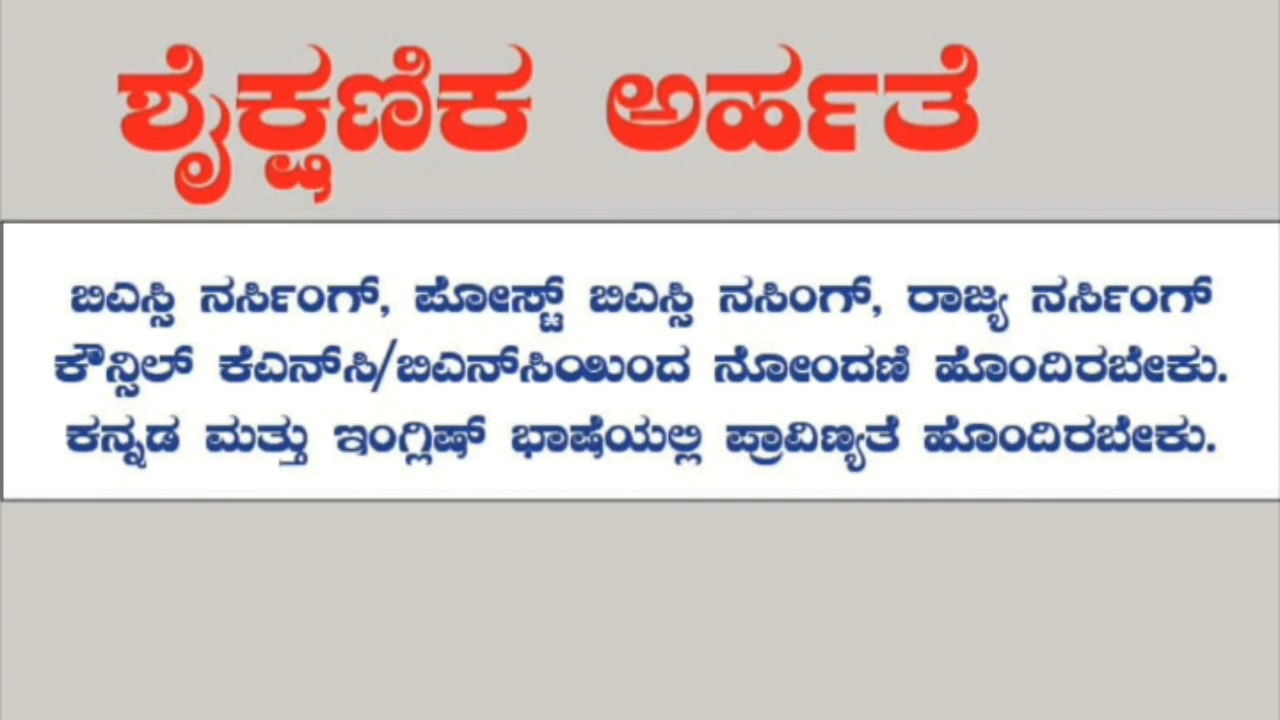 ಶೈಕ್ಷಣಿಕ ಅರ್ಹತೆ
ಬಿಎಸ್ಸಿ ನರ್ಸಿಂಗ್, ಪೋಸ್ಟ್ ಬಿಎಸ್ಸಿ ನಸಿಂಗ್, ರಾಜ್ಯ ನರ್ಸಿಂಗ್
ಕೌನ್ಸಿಲ್ ಕೆಎನ್‌ಸಿ/ಬಿಎನ್‌ಸಿಯಿಂದ ನೋಂದಣಿ ಹೊಂದಿರಬೇಕು.
ಕನ್ನಡ ಮತ್ತು ಇಂಗ್ಲಿಷ್ ಭಾಷೆಯಲ್ಲಿ ಪ್ರಾವಿಣ್ಯತೆ ಹೊಂದಿರಬೇಕು.